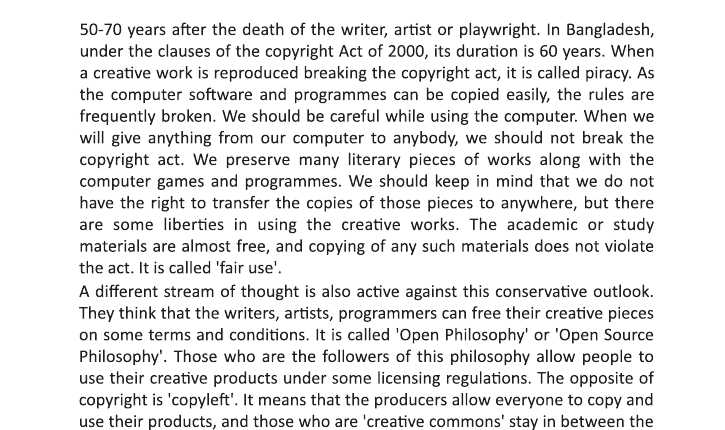 50-70 years after the death of the writer, artist or playwright. In Bangladesh,
under the clauses of the copyright Act of 2000, its duration is 60 years. When
a creative work is reproduced breaking the copyright act, it is called piracy. As
the computer software and programmes can be copied easily, the rules are
frequently broken. We should be careful while using the computer. When we
will give anything from our computer to anybody, we should not break the
copyright act. We preserve many literary pieces of works along with the
computer games and programmes. We should keep in mind that we do not
have the right to transfer the copies of those pieces to anywhere, but there
are some liberties in using the creative works. The academic or study
materials are almost free, and copying of any such materials does not violate
the act. It is called 'fair use'.
A different stream of thought is also active against this conservative outlook.
They think that the writers, artists, programmers can free their creative pieces
on some terms and conditions. It is called 'Open Philosophy' or 'Open Source
Philosophy'. Those who are the followers of this philosophy allow people to
use their creative products under some licensing regulations. The opposite of
copyright is 'copyleft'. It means that the producers allow everyone to copy and
use their products, and those who are 'creative commons' stay in between the